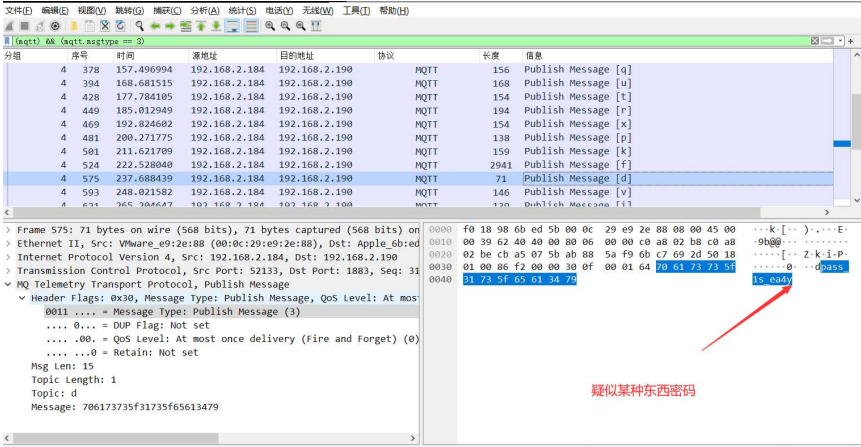 文件(F) 编辑(E) 视图(V) 跳转(G) 捕获(C) 分析(A) 统计(S) 电话(Y) 无线(W) 工具(T) 帮助(H)
(mqtt) && (mqtt.msgtype == 3)
分组 序号 时间 源地址 目的地址 协议 长度 信息
4 378 157.496994 192.168.2.184 192.168.2.190 MQTT 156 Publish Message [q]
4 394 168.681515 192.168.2.184 192.168.2.190 MQTT 168 Publish Message [u]
4 428 177.784105 192.168.2.184 192.168.2.190 MQTT 154 Publish Message [t]
4 449 185.012949 192.168.2.184 192.168.2.190 MQTT 194 Publish Message [r]
4 469 192.824602 192.168.2.184 192.168.2.190 MQTT 154 Publish Message [x]
4 481 200.271775 192.168.2.184 192.168.2.190 MQTT 138 Publish Message [p]
4 501 211.621709 192.168.2.184 192.168.2.190 MQTT 159 Publish Message [k]
4 524 222.528040 192.168.2.184 192.168.2.190 MQTT 2941 Publish Message [f]
4 575 237.688439 192.168.2.184 192.168.2.190 MQTT 71 Publish Message [d]
4 593 248.021582 192.168.2.184 192.168.2.190 MQTT 146 Publish Message [v]
4 621 265.204647 192.168.2.184 192.168.2.190 MQTT 139 Publish Message [i]
Frame 575: 71 bytes on wire (568 bits), 71 bytes captured (568 bits) on
Ethernet II, Src: VMware_e9:2e:88 (00:0c:29:e9:2e:88), Dst: Apple_6b:ed
Internet Protocol Version 4, Src: 192.168.2.184, Dst: 192.168.2.190
Transmission Control Protocol, Src Port: 52133, Dst Port: 1883, Seq: 31
MQ Telemetry Transport Protocol, Publish Message
Header Flags: 0x30, Message Type: Publish Message, QoS Level: At mos
0011 .... = Message Type: Publish Message (3)
.... 0... = DUP Flag: Not set
.... .00. = QoS Level: At most once delivery (Fire and Forget) (0)
.... ...0 = Retain: Not set
Msg Len: 15
Topic Length: 1
Topic: d
Message: 706173735f31735f65613479
0000 f0 18 98 6b ed 5b 00 0c 29 e9 2e 88 08 00 45 00 ···k·[·· )·.···E·
0010 00 39 62 40 40 00 80 06 00 00 c0 a8 02 b8 c0 a8 ·9b@@··· ········
0020 02 be cb a5 07 5b ab 88 5a f9 6b c7 69 2d 50 18 ·····[·· Z·k·i-P·
0030 01 00 86 f2 00 00 30 0f 00 01 64 70 61 73 73 5f ······0· ··dpass_
0040 31 73 5f 65 61 34 79 1s_ea4y
疑似某种东西密码